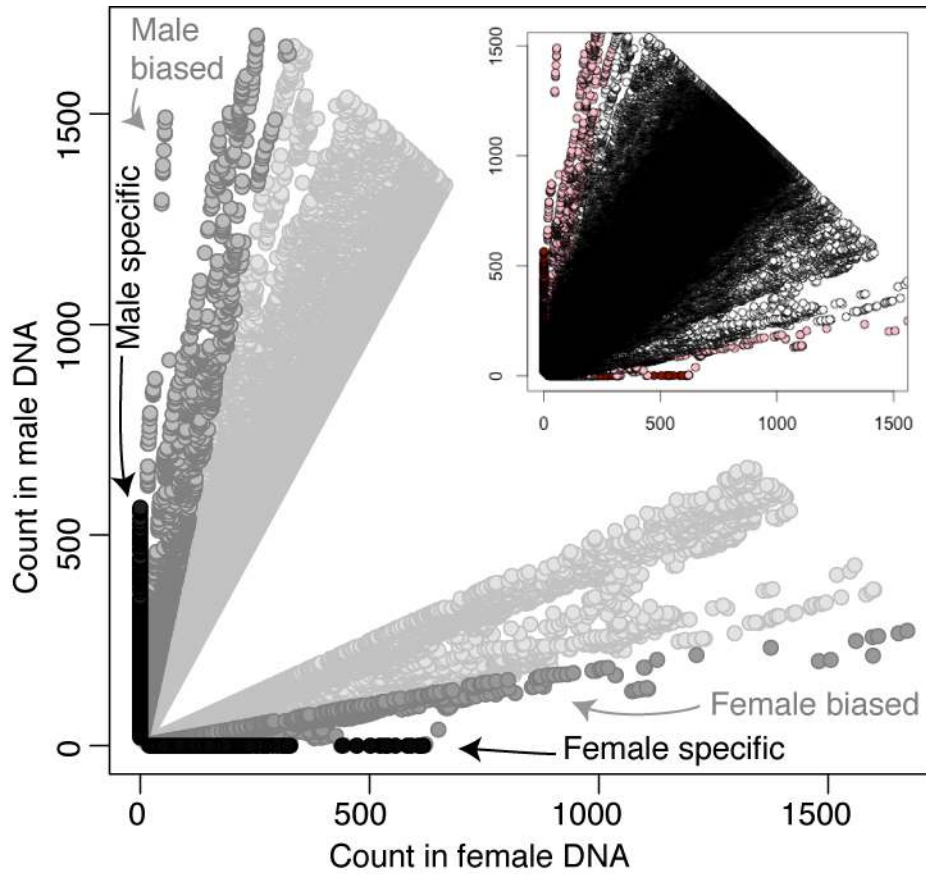 Male
biased
Male specific
Count in male DNA
0
500
1000
1500
0
500
1000
1500
Count in female DNA
Female biased
Female specific
0
500
1000
1500
0
500
1000
1500